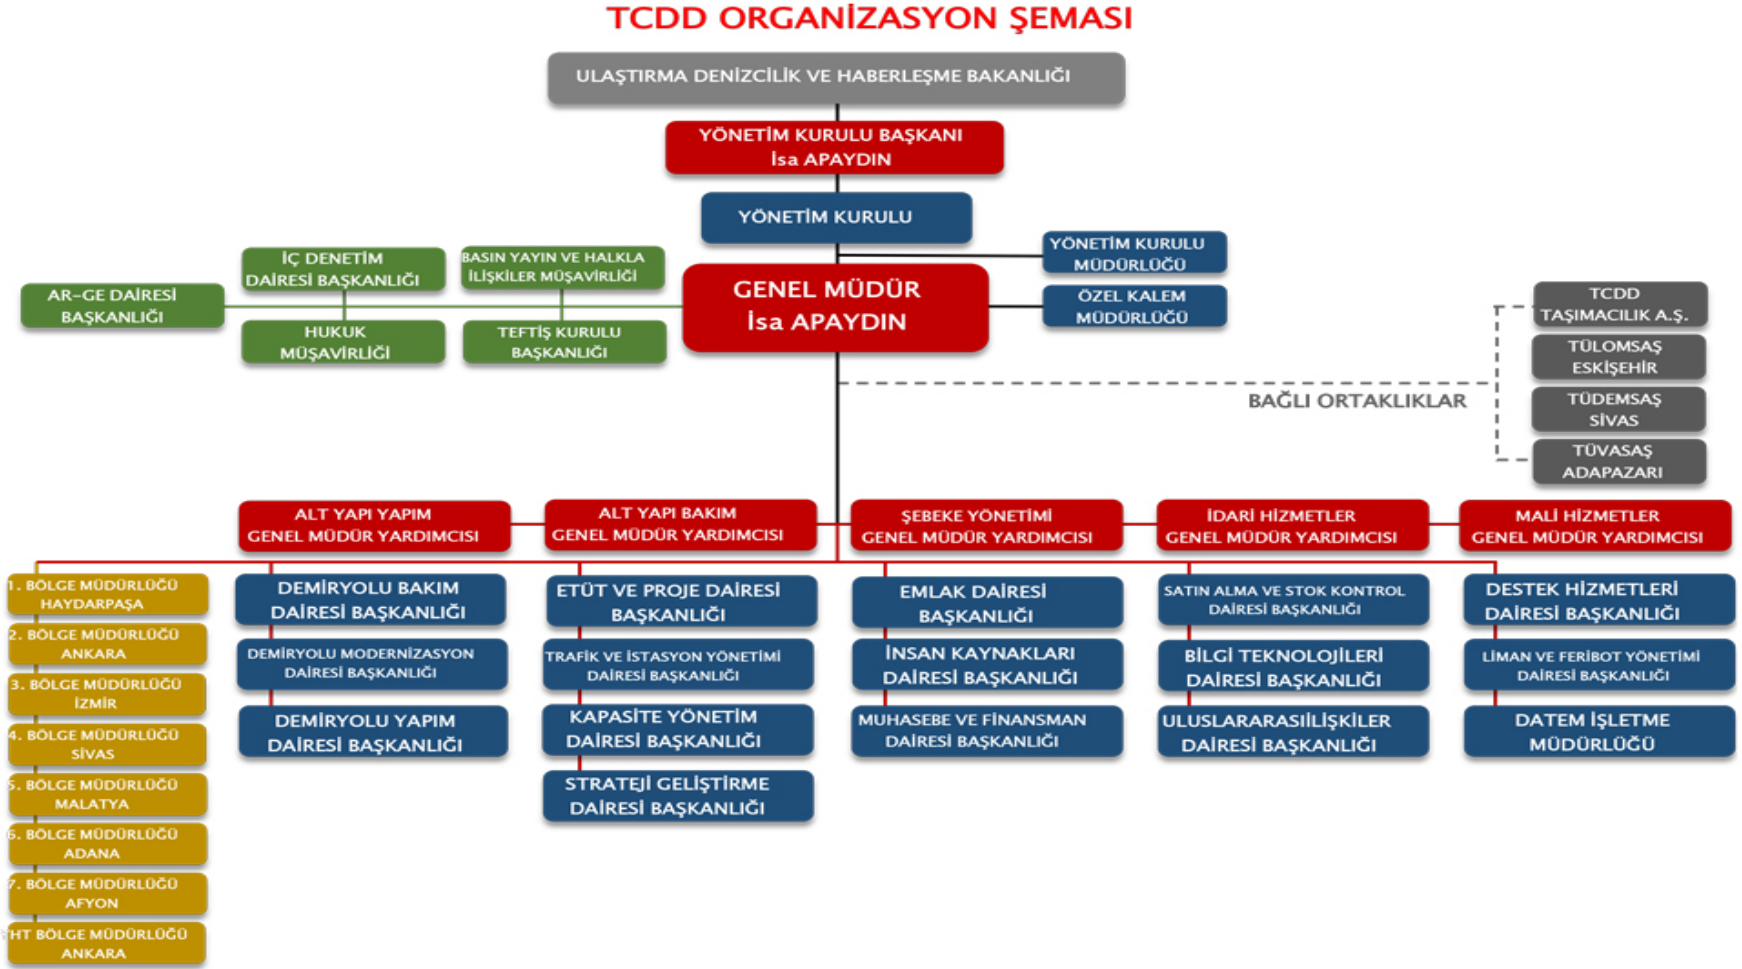 TCDD ORGANİZASYON ŞEMASI
ULAŞTIRMA DENİZCİLİK VE HABERLEŞME BAKANLIĞI
YÖNETİM KURULU BAŞKANI
İsa APAYDIN
YÖNETİM KURULU
YÖNETİM KURULU
MÜDÜRLÜĞÜ
GENEL MÜDÜR
İsa APAYDIN
ÖZEL KALEM
MÜDÜRLÜĞÜ
İÇ DENETİM
DAİRESİ BAŞKANLIĞI
BASIN YAYIN VE HALKLA
İLİŞKİLER MÜŞAVİRLİĞİ
AR-GE DAİRESİ
BAŞKANLIĞI
HUKUK
MÜŞAVİRLİĞİ
TEFTİŞ KURULU
BAŞKANLIĞI
BAĞLI ORTAKLIKLAR
TCDD
TAŞIMACILIK A.Ş.
TÜLOMSAŞ
ESKİŞEHİR
TÜDEMSAŞ
SİVAS
TÜVASAŞ
ADAPAZARI
ALT YAPI YAPIM
GENEL MÜDÜR YARDIMCISI
ALT YAPI BAKIM
GENEL MÜDÜR YARDIMCISI
ŞEBEKE YÖNETİMİ
GENEL MÜDÜR YARDIMCISI
İDARİ HİZMETLER
GENEL MÜDÜR YARDIMCISI
MALİ HİZMETLER
GENEL MÜDÜR YARDIMCISI
1. BÖLGE MÜDÜRLÜĞÜ
HAYDARPAŞA
2. BÖLGE MÜDÜRLÜĞÜ
ANKARA
3. BÖLGE MÜDÜRLÜĞÜ
İZMİR
4. BÖLGE MÜDÜRLÜĞÜ
SİVAS
5. BÖLGE MÜDÜRLÜĞÜ
MALATYA
6. BÖLGE MÜDÜRLÜĞÜ
ADANA
7. BÖLGE MÜDÜRLÜĞÜ
AFYON
YHT BÖLGE MÜDÜRLÜĞÜ
ANKARA
DEMİRYOLU BAKIM
DAİRESİ BAŞKANLIĞI
DEMİRYOLU MODERNİZASYON
DAİRESİ BAŞKANLIĞI
DEMİRYOLU YAPIM
DAİRESİ BAŞKANLIĞI
ETÜT VE PROJE DAİRESİ
BAŞKANLIĞI
TRAFİK VE İSTASYON YÖNETİMİ
DAİRESİ BAŞKANLIĞI
KAPASİTE YÖNETİM
DAİRESİ BAŞKANLIĞI
STRATEJİ GELİŞTİRME
DAİRESİ BAŞKANLIĞI
EMLAK DAİRESİ
BAŞKANLIĞI
İNSAN KAYNAKLARI
DAİRESİ BAŞKANLIĞI
MUHASEBE VE FİNANSMAN
DAİRESİ BAŞKANLIĞI
SATIN ALMA VE STOK KONTROL
DAİRESİ BAŞKANLIĞI
BİLGİ TEKNOLOJİLERİ
DAİRESİ BAŞKANLIĞI
ULUSLARARASIİLİŞKİLER
DAİRESİ BAŞKANLIĞI
DESTEK HİZMETLERİ
DAİRESİ BAŞKANLIĞI
LİMAN VE FERİBOT YÖNETİMİ
DAİRESİ BAŞKANLIĞI
DATEM İŞLETME
MÜDÜRLÜĞÜ